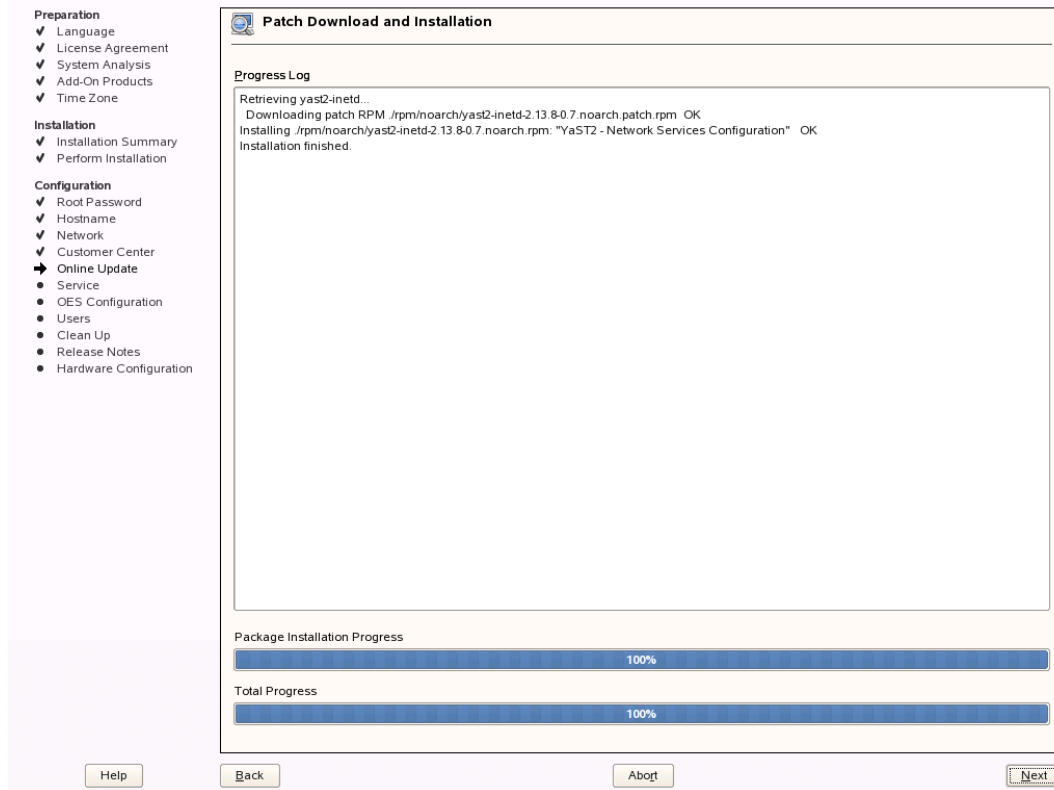 Preparation
Language
License Agreement
System Analysis
Add-On Products
Time Zone
Installation
Installation Summary
Perform Installation
Configuration
Root Password
Hostname
Network
Customer Center
Online Update
Service
OES Configuration
Users
Clean Up
Release Notes
Hardware Configuration
Patch Download and Installation
Progress Log
Retrieving yast2-inetd...
Downloading patch RPM ./rpm/noarch/yast2-inetd-2.13.8-0.7.noarch.patch.rpm OK
Installing ./rpm/noarch/yast2-inetd-2.13.8-0.7.noarch.rpm: "YaST2 - Network Services Configuration" OK
Installation finished.
Package Installation Progress
100%
Total Progress
100%
Help
Back
Abort
Next